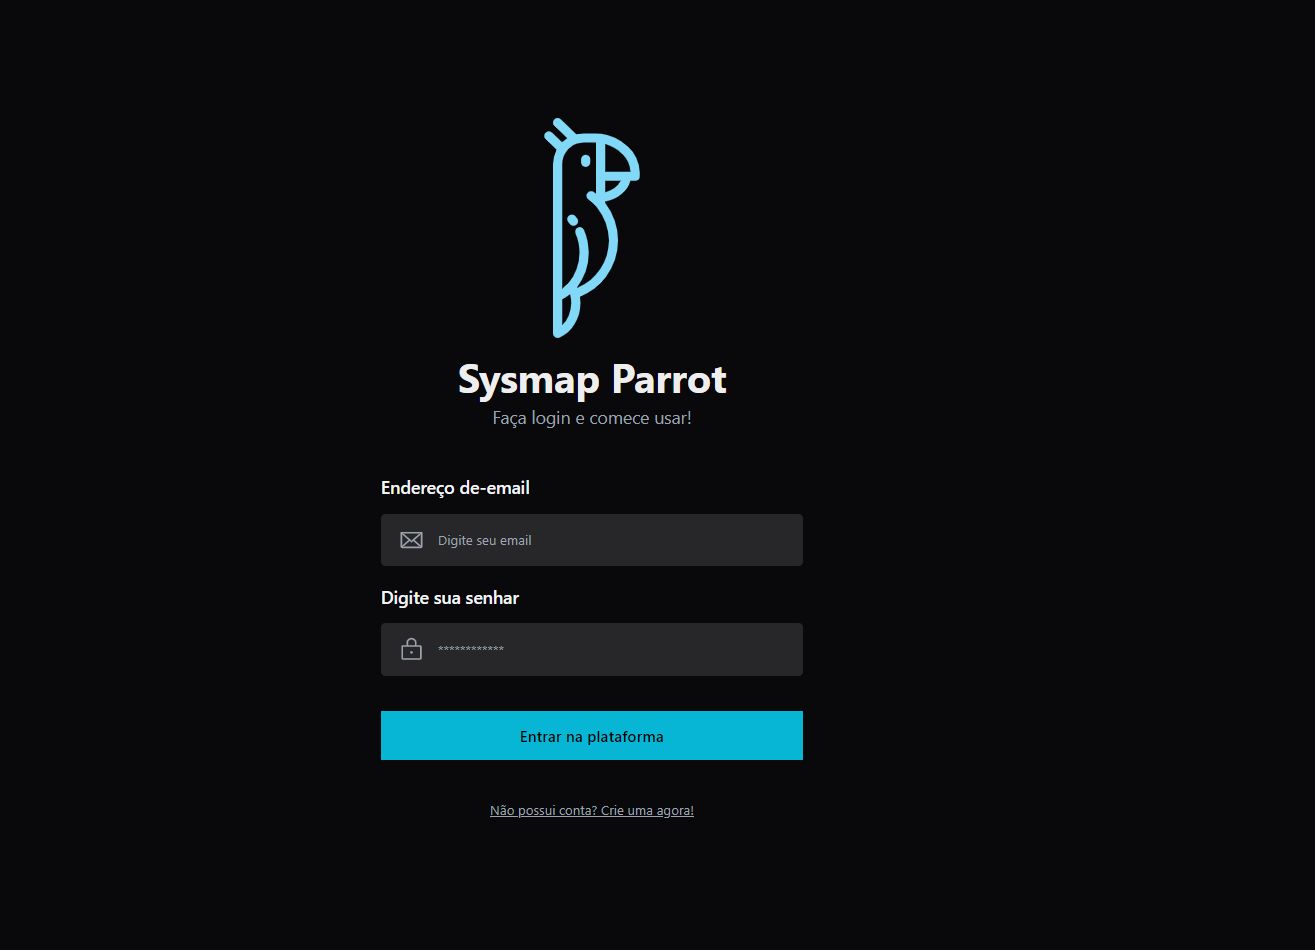 Sysmap Parrot
Faça login e comece usar!
Endereço de-email
Digite seu email
Digite sua senhar
************
Entrar na plataforma
Não possui conta? Crie uma agora!